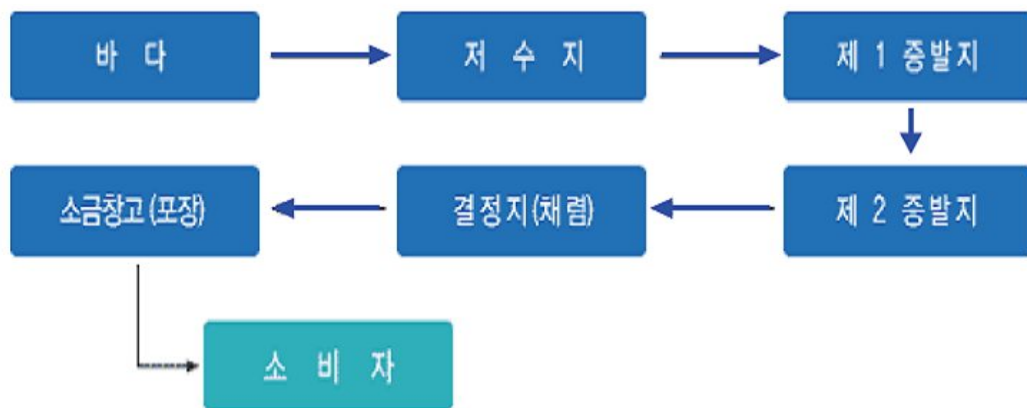 바 다
저 수 지
제 1 증발지
제 2 증발지
결정지(채렴)
소금창고(포장)
소 비 자